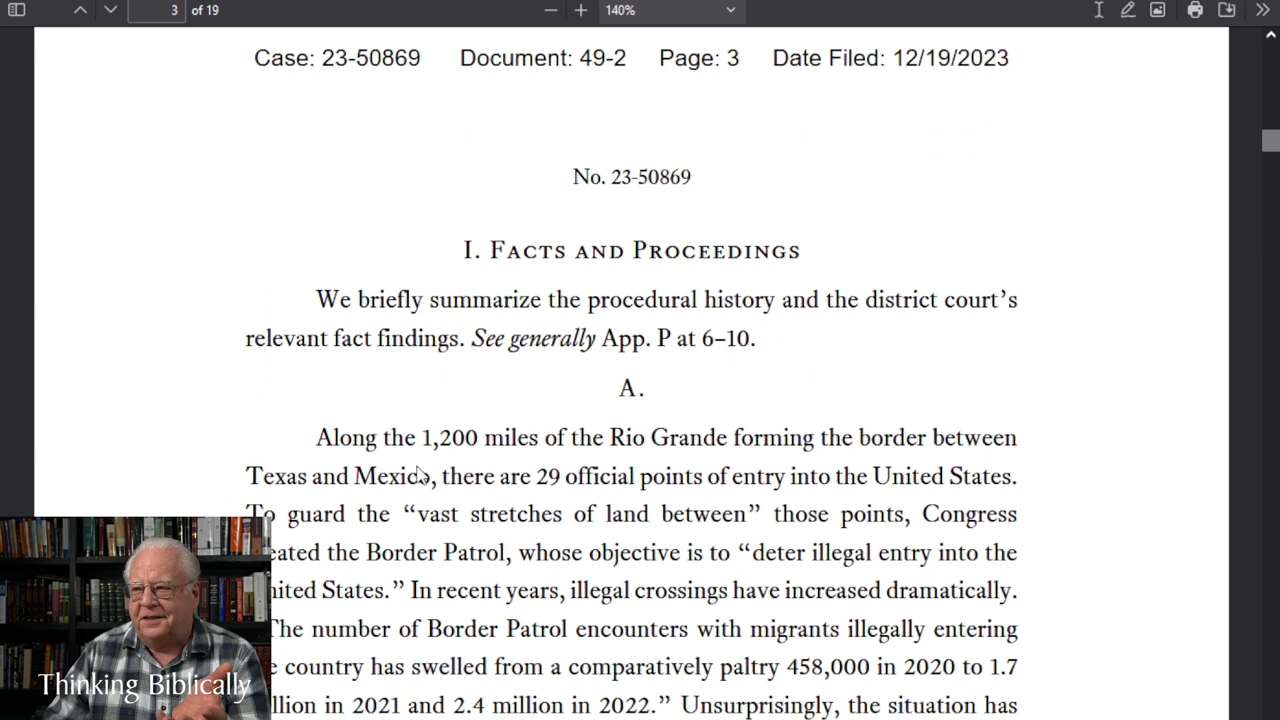 3 of 19
140%
Case: 23-50869 Document: 49-2 Page: 3 Date Filed: 12/19/2023
No. 23-50869
I. Facts and Proceedings
We briefly summarize the procedural history and the district court’s
relevant fact findings. See generally App. P at 6–10.
A.
Along the 1,200 miles of the Rio Grande forming the border between
Texas and Mexico, there are 29 official points of entry into the United States.
To guard the “vast stretches of land between” those points, Congress
eated the Border Patrol, whose objective is to “deter illegal entry into the
nited States.” In recent years, illegal crossings have increased dramatically.
The number of Border Patrol encounters with migrants illegally entering
e country has swelled from a comparatively paltry 458,000 in 2020 to 1.7
llion in 2021 and 2.4 million in 2022.” Unsurprisingly, the situation has
Thinking Biblically